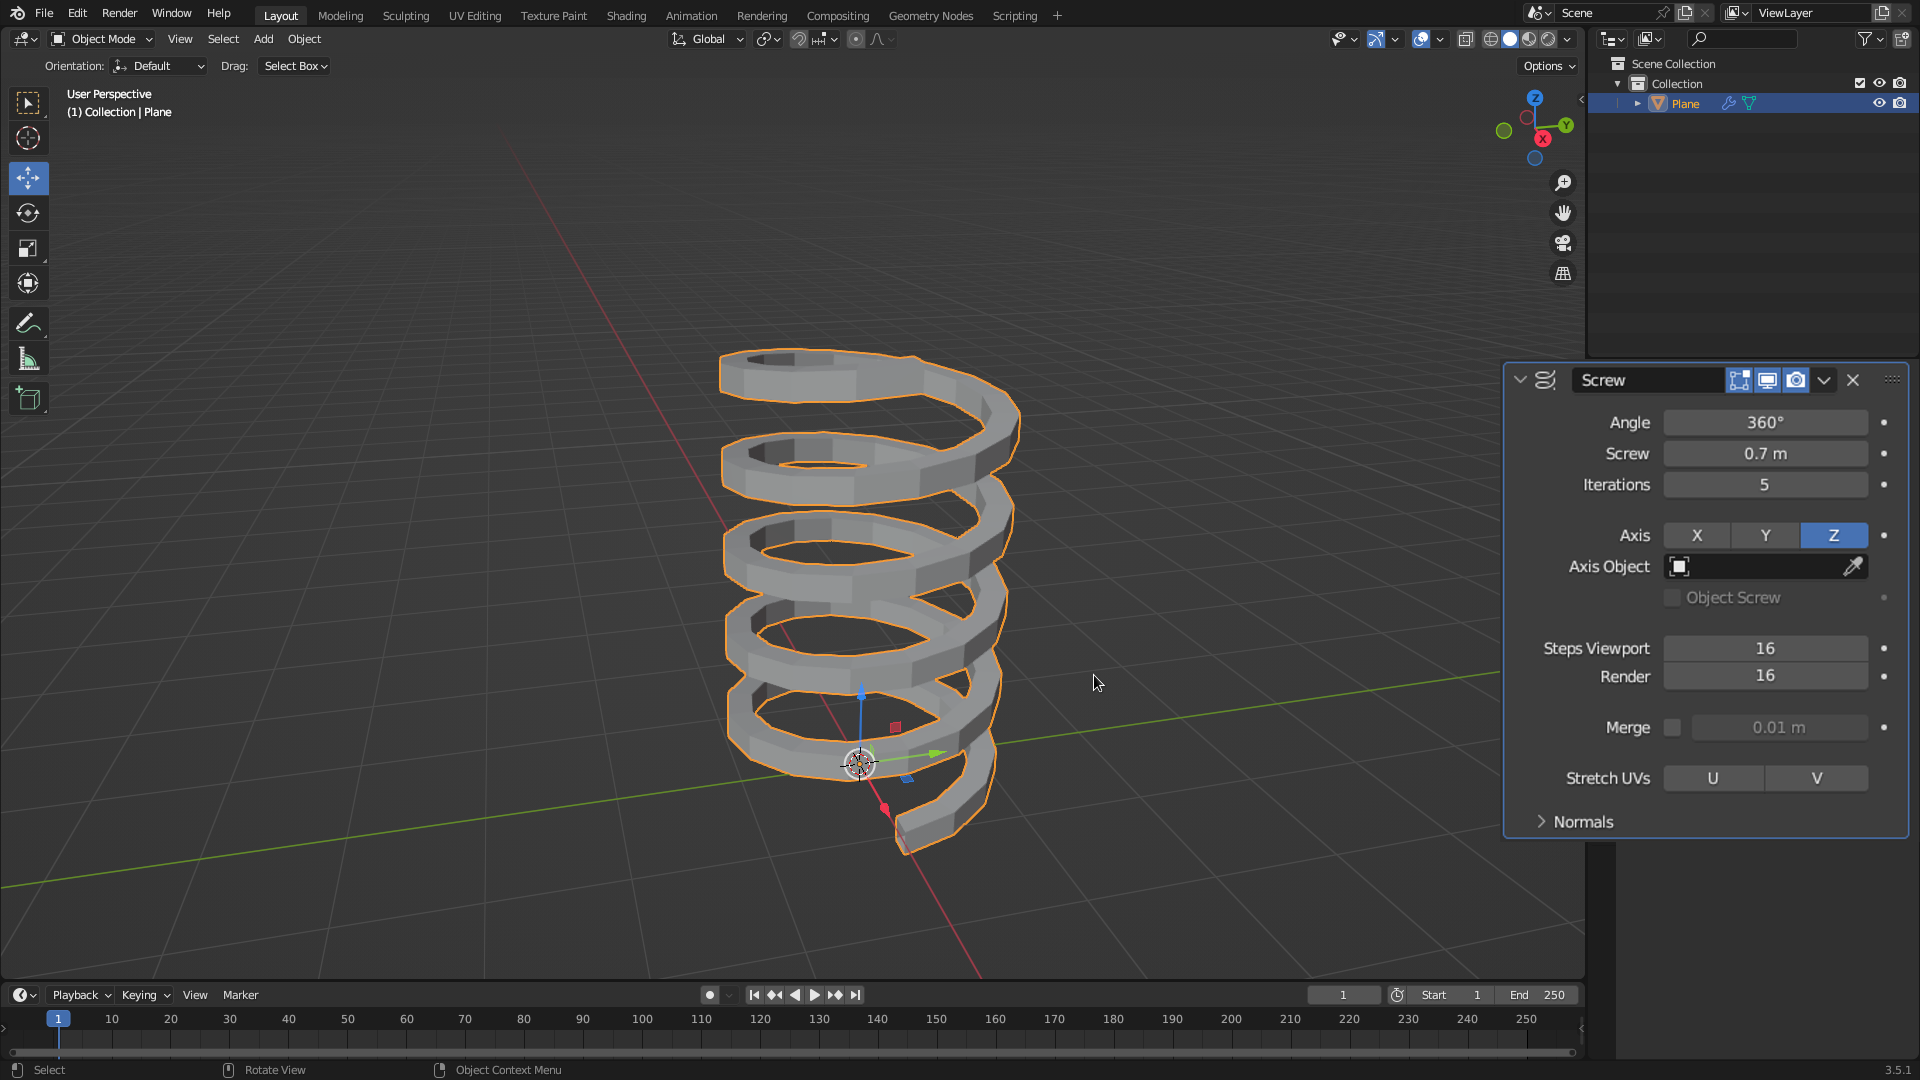 File Edit Render Window Help Layout Modeling Sculpting UV Editing Texture Paint Shading Animation Rendering Compositing Geometry Nodes Scripting + Scene ViewLayer
Object Mode View Select Add Object Global
Orientation: Default Drag: Select Box Options
User Perspective
(1) Collection | Plane
Z
Y
X
Scene Collection
Collection
Plane
Screw
Angle 360°
Screw 0.7 m
Iterations 5
Axis X Y Z
Axis Object
Object Screw
Steps Viewport 16
Render 16
Merge 0.01 m
Stretch UVs U V
Normals
Playback Keying View Marker 1 Start 1 End 250
1 10 20 30 40 50 60 70 80 90 100 110 120 130 140 150 160 170 180 190 200 210 220 230 240 250
Select Rotate View Object Context Menu 3.5.1